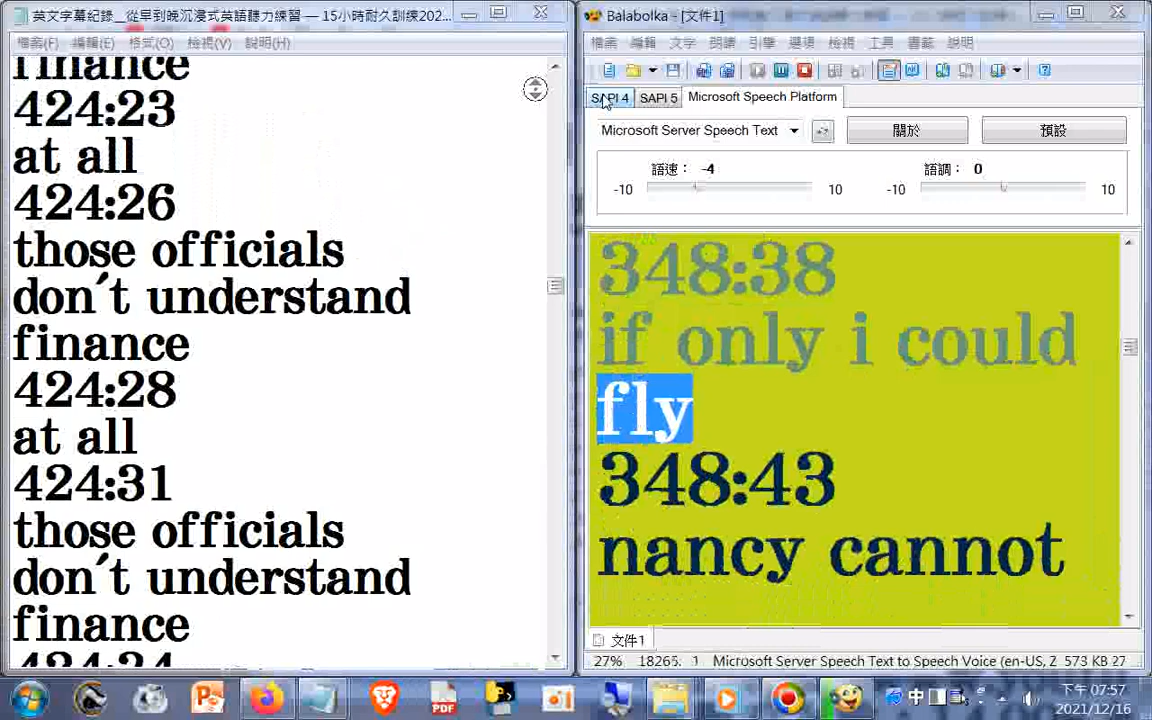 英文字幕紀錄__從早到晚沉浸式英語聽力練習 — 15小時耐久訓練202...
檔案(F) 編輯(E) 格式(O) 檢視(V) 說明(H)
finance
424:23
at all
424:26
those officials
don't understand
finance
424:28
at all
424:31
those officials
don't understand
finance
424:34
Balabolka - [文件1]
檔案 編輯 文字 朗讀 引擎 選項 檢視 工具 書籤 說明
SAPI 4 SAPI 5 Microsoft Speech Platform
Microsoft Server Speech Text 關於 預設
語速： -4 語調： 0
-10 10 -10 10
348:38
if only i could
fly
348:43
nancy cannot
文件1
27% 18265. 1 Microsoft Server Speech Text to Speech Voice (en-US, 2 573 KB 27
中
下午 07:57
2021/12/16